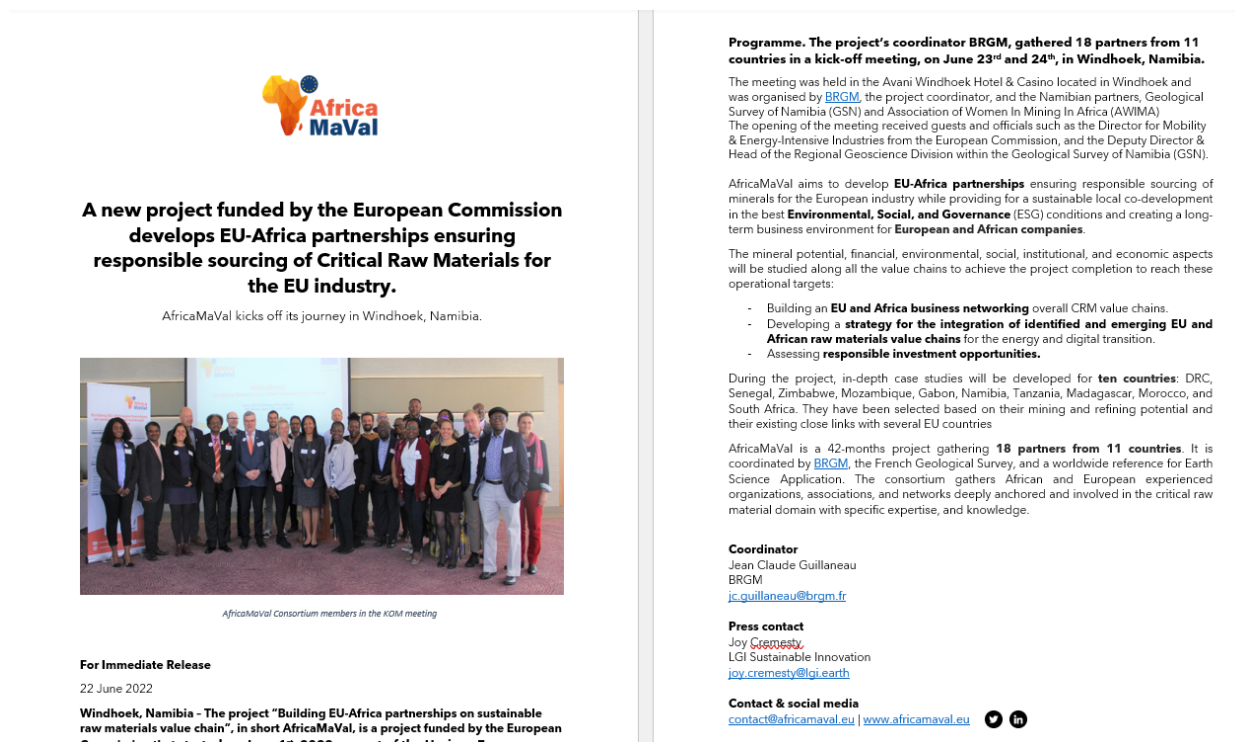 Africa
MaVal
A new project funded by the European Commission
develops EU-Africa partnerships ensuring
responsible sourcing of Critical Raw Materials for
the EU industry.
AfricaMaVal kicks off its journey in Windhoek, Namibia.
Africa
MaVal
AfricaMaVal Consortium members in the KOM meeting
For Immediate Release
22 June 2022
Windhoek, Namibia – The project “Building EU-Africa partnerships on sustainable
raw materials value chain”, in short AfricaMaVal, is a project funded by the European
Programme. The project’s coordinator BRGM, gathered 18 partners from 11
countries in a kick-off meeting, on June 23rd and 24th, in Windhoek, Namibia.
The meeting was held in the Avani Windhoek Hotel & Casino located in Windhoek and
was organised by BRGM, the project coordinator, and the Namibian partners, Geological
Survey of Namibia (GSN) and Association of Women In Mining In Africa (AWIMA)
The opening of the meeting received guests and officials such as the Director for Mobility
& Energy-Intensive Industries from the European Commission, and the Deputy Director &
Head of the Regional Geoscience Division within the Geological Survey of Namibia (GSN).
AfricaMaVal aims to develop EU-Africa partnerships ensuring responsible sourcing of
minerals for the European industry while providing for a sustainable local co-development
in the best Environmental, Social, and Governance (ESG) conditions and creating a long-
term business environment for European and African companies.
The mineral potential, financial, environmental, social, institutional, and economic aspects
will be studied along all the value chains to achieve the project completion to reach these
operational targets:
- Building an EU and Africa business networking overall CRM value chains.
- Developing a strategy for the integration of identified and emerging EU and
African raw materials value chains for the energy and digital transition.
- Assessing responsible investment opportunities.
During the project, in-depth case studies will be developed for ten countries: DRC,
Senegal, Zimbabwe, Mozambique, Gabon, Namibia, Tanzania, Madagascar, Morocco, and
South Africa. They have been selected based on their mining and refining potential and
their existing close links with several EU countries
AfricaMaVal is a 42-months project gathering 18 partners from 11 countries. It is
coordinated by BRGM, the French Geological Survey, and a worldwide reference for Earth
Science Application. The consortium gathers African and European experienced
organizations, associations, and networks deeply anchored and involved in the critical raw
material domain with specific expertise, and knowledge.
Coordinator
Jean Claude Guillaneau
BRGM
jc.guillaneau@brgm.fr
Press contact
Joy Cremesty
LGI Sustainable Innovation
joy.cremesty@lgi.earth
Contact & social media
contact@africamaval.eu | www.africamaval.eu